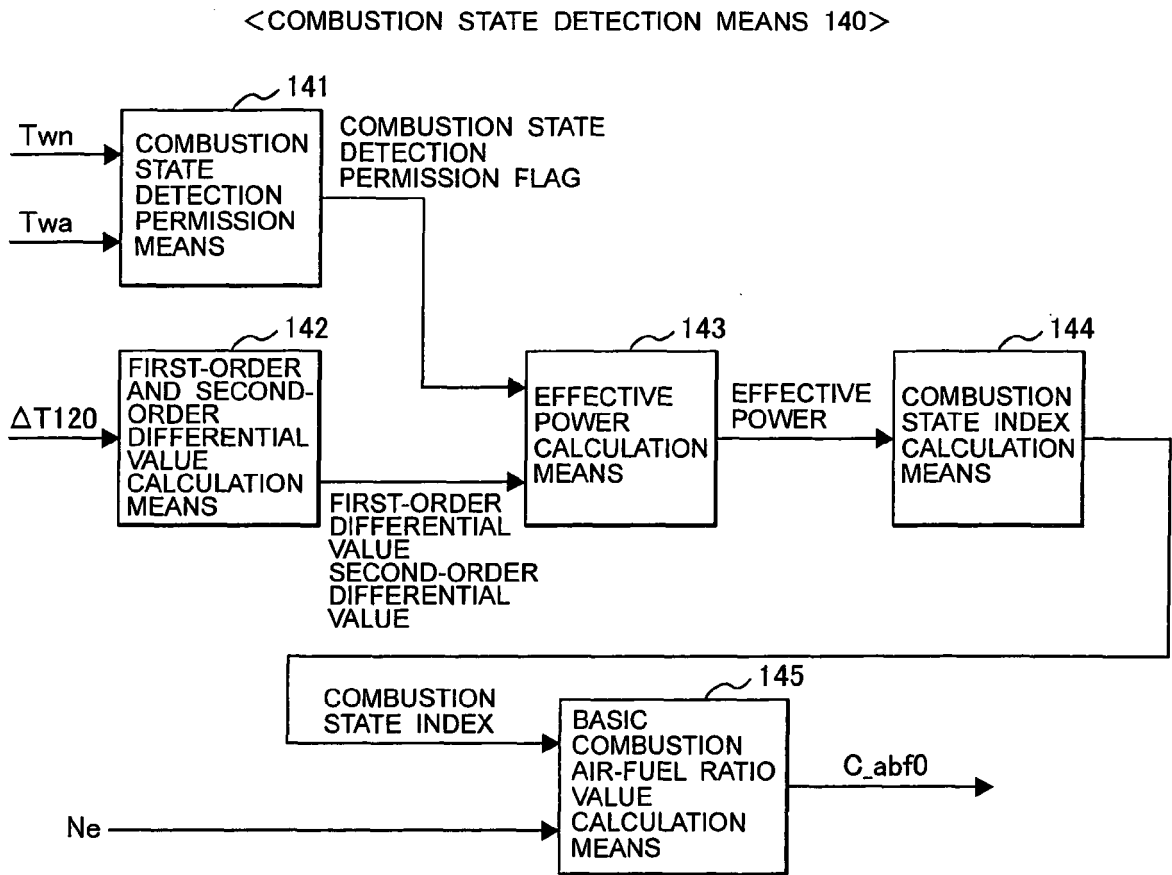 <COMBUSTION STATE DETECTION MEANS 140>
141
Twn
Twa
COMBUSTION
STATE
DETECTION
PERMISSION
MEANS
COMBUSTION STATE
DETECTION
PERMISSION FLAG
142
ΔT120
FIRST-ORDER
AND SECOND-
ORDER
DIFFERENTIAL
VALUE
CALCULATION
MEANS
FIRST-ORDER
DIFFERENTIAL
VALUE
SECOND-ORDER
DIFFERENTIAL
VALUE
143
EFFECTIVE
POWER
CALCULATION
MEANS
EFFECTIVE
POWER
144
COMBUSTION
STATE INDEX
CALCULATION
MEANS
COMBUSTION
STATE INDEX
145
Ne
BASIC
COMBUSTION
AIR-FUEL RATIO
VALUE
CALCULATION
MEANS
C_abf0